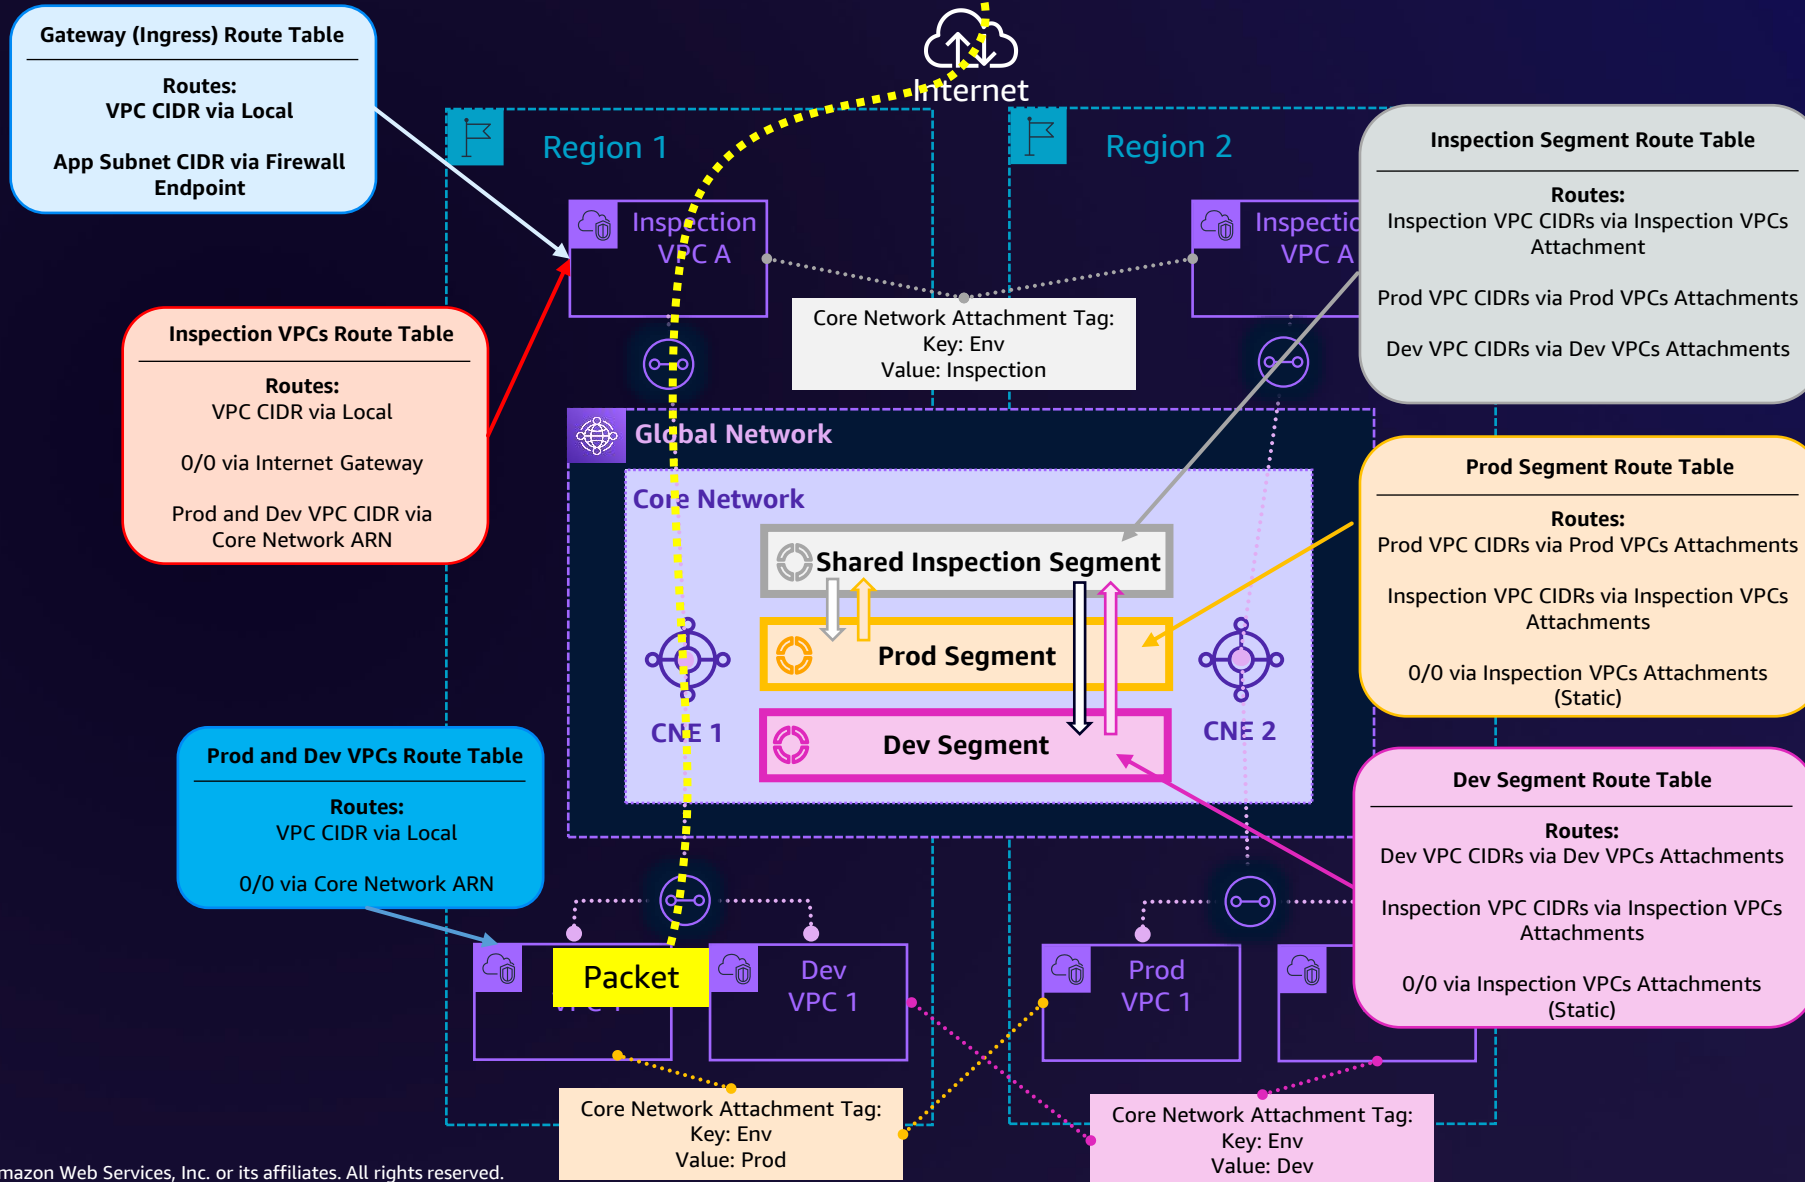 Gateway (Ingress) Route Table
Routes:
VPC CIDR via Local
App Subnet CIDR via Firewall
Endpoint
Internet
Region 1
Region 2
Inspection Segment Route Table
Routes:
Inspection VPC CIDRs via Inspection VPCs
Attachment
Prod VPC CIDRs via Prod VPCs Attachments
Dev VPC CIDRs via Dev VPCs Attachments
Inspection
VPC A
Inspectio
VPC A
Inspection VPCs Route Table
Routes:
VPC CIDR via Local
0/0 via Internet Gateway
Prod and Dev VPC CIDR via
Core Network ARN
Core Network Attachment Tag:
Key: Env
Value: Inspection
Global Network
Core Network
Shared Inspection Segment
Prod Segment
Dev Segment
CNE 1
CNE 2
Prod Segment Route Table
Routes:
Prod VPC CIDRs via Prod VPCs Attachments
Inspection VPC CIDRs via Inspection VPCs
Attachments
0/0 via Inspection VPCs Attachments
(Static)
Prod and Dev VPCs Route Table
Routes:
VPC CIDR via Local
0/0 via Core Network ARN
Dev Segment Route Table
Routes:
Dev VPC CIDRs via Dev VPCs Attachments
Inspection VPC CIDRs via Inspection VPCs
Attachments
0/0 via Inspection VPCs Attachments
(Static)
Packet
Dev
VPC 1
Prod
VPC 1
Core Network Attachment Tag:
Key: Env
Value: Prod
Core Network Attachment Tag:
Key: Env
Value: Dev
mazon Web Services, Inc. or its affiliates. All rights reserved.